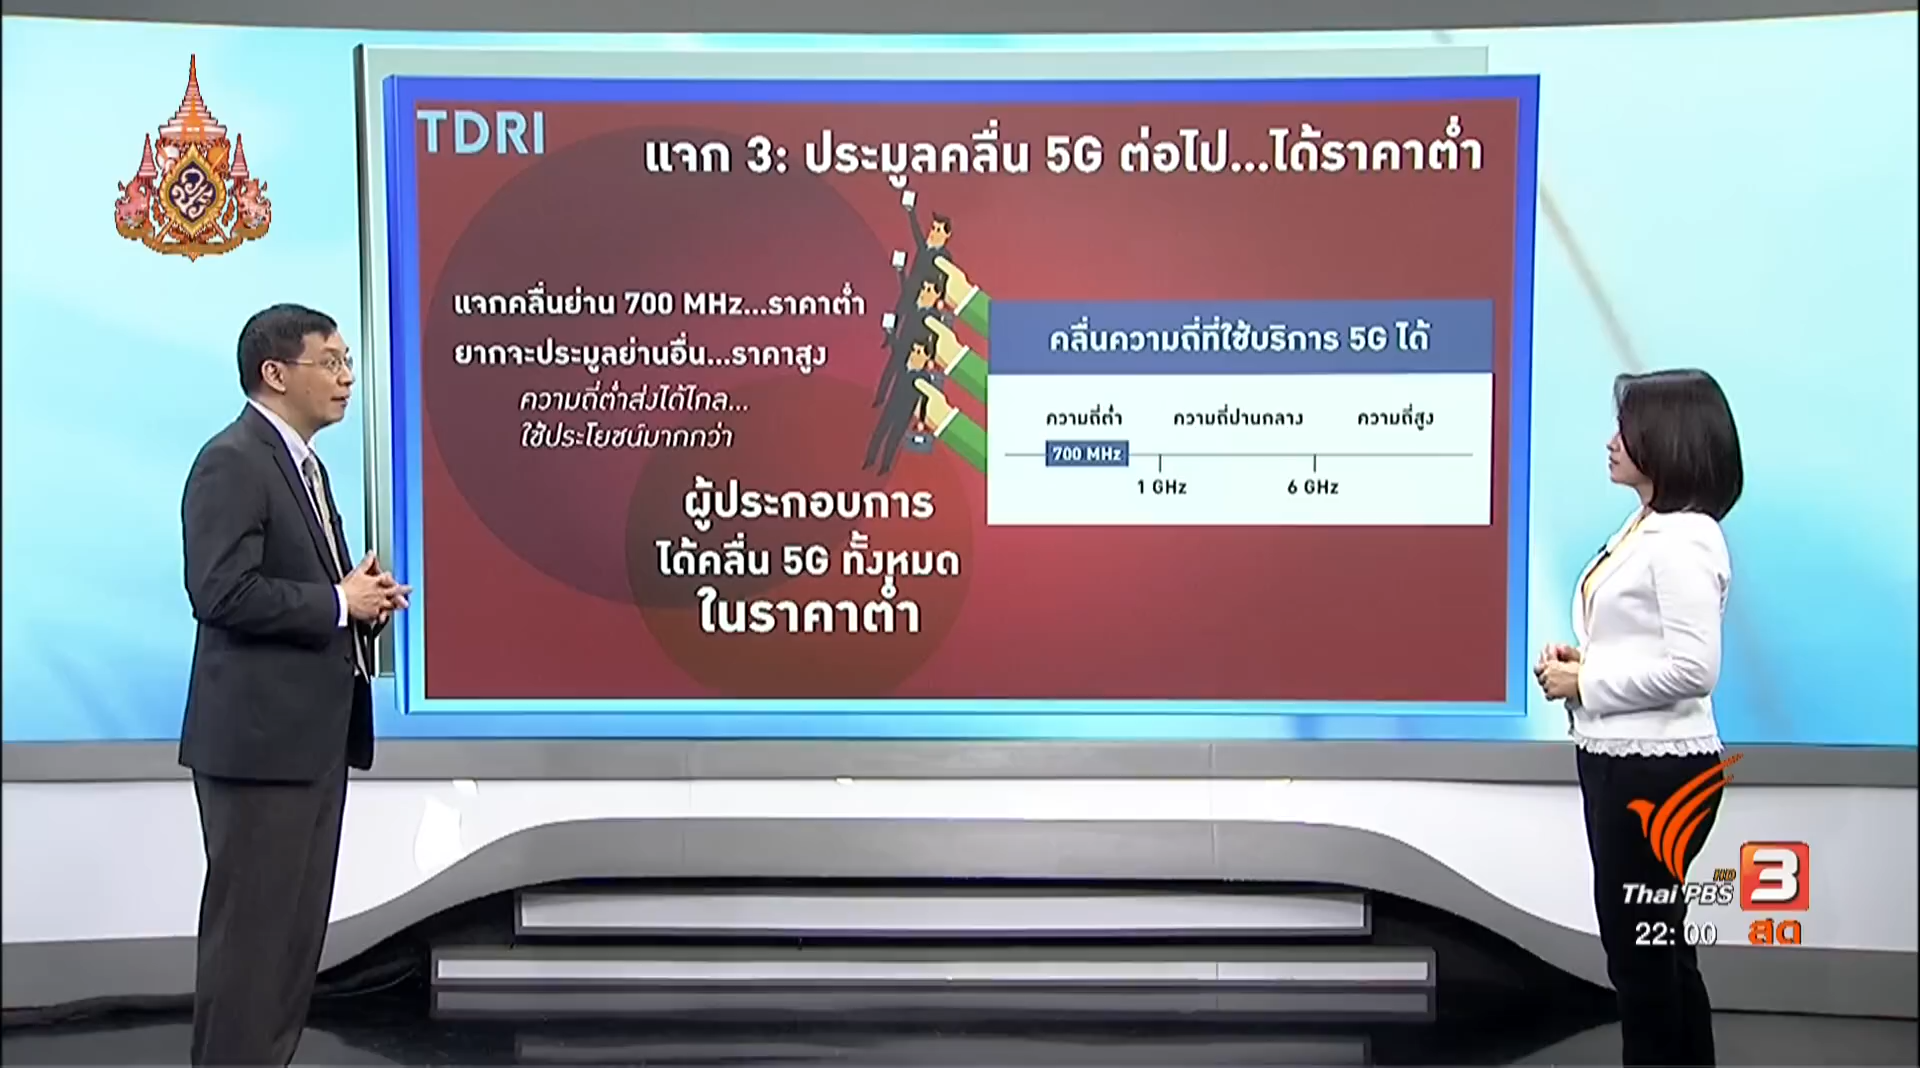 TDRI
แจก 3: ประมูลคลื่น 5G ต่อไป...ได้ราคาต่ำ
แจกคลื่นย่าน 700 MHz...ราคาต่ำ
ยากจะประมูลย่านอื่น...ราคาสูง
ความถี่ต่ำส่งได้ไกล...
ใช้ประโยชน์มากกว่า
ผู้ประกอบการ
ได้คลื่น 5G ทั้งหมด
ในราคาต่ำ
คลื่นความถี่ที่ใช้บริการ 5G ได้
ความถี่ต่ำ ความถี่ปานกลาง ความถี่สูง
700 MHz
1 GHz 6 GHz
HD
Thai PBS 3
22:00 สด